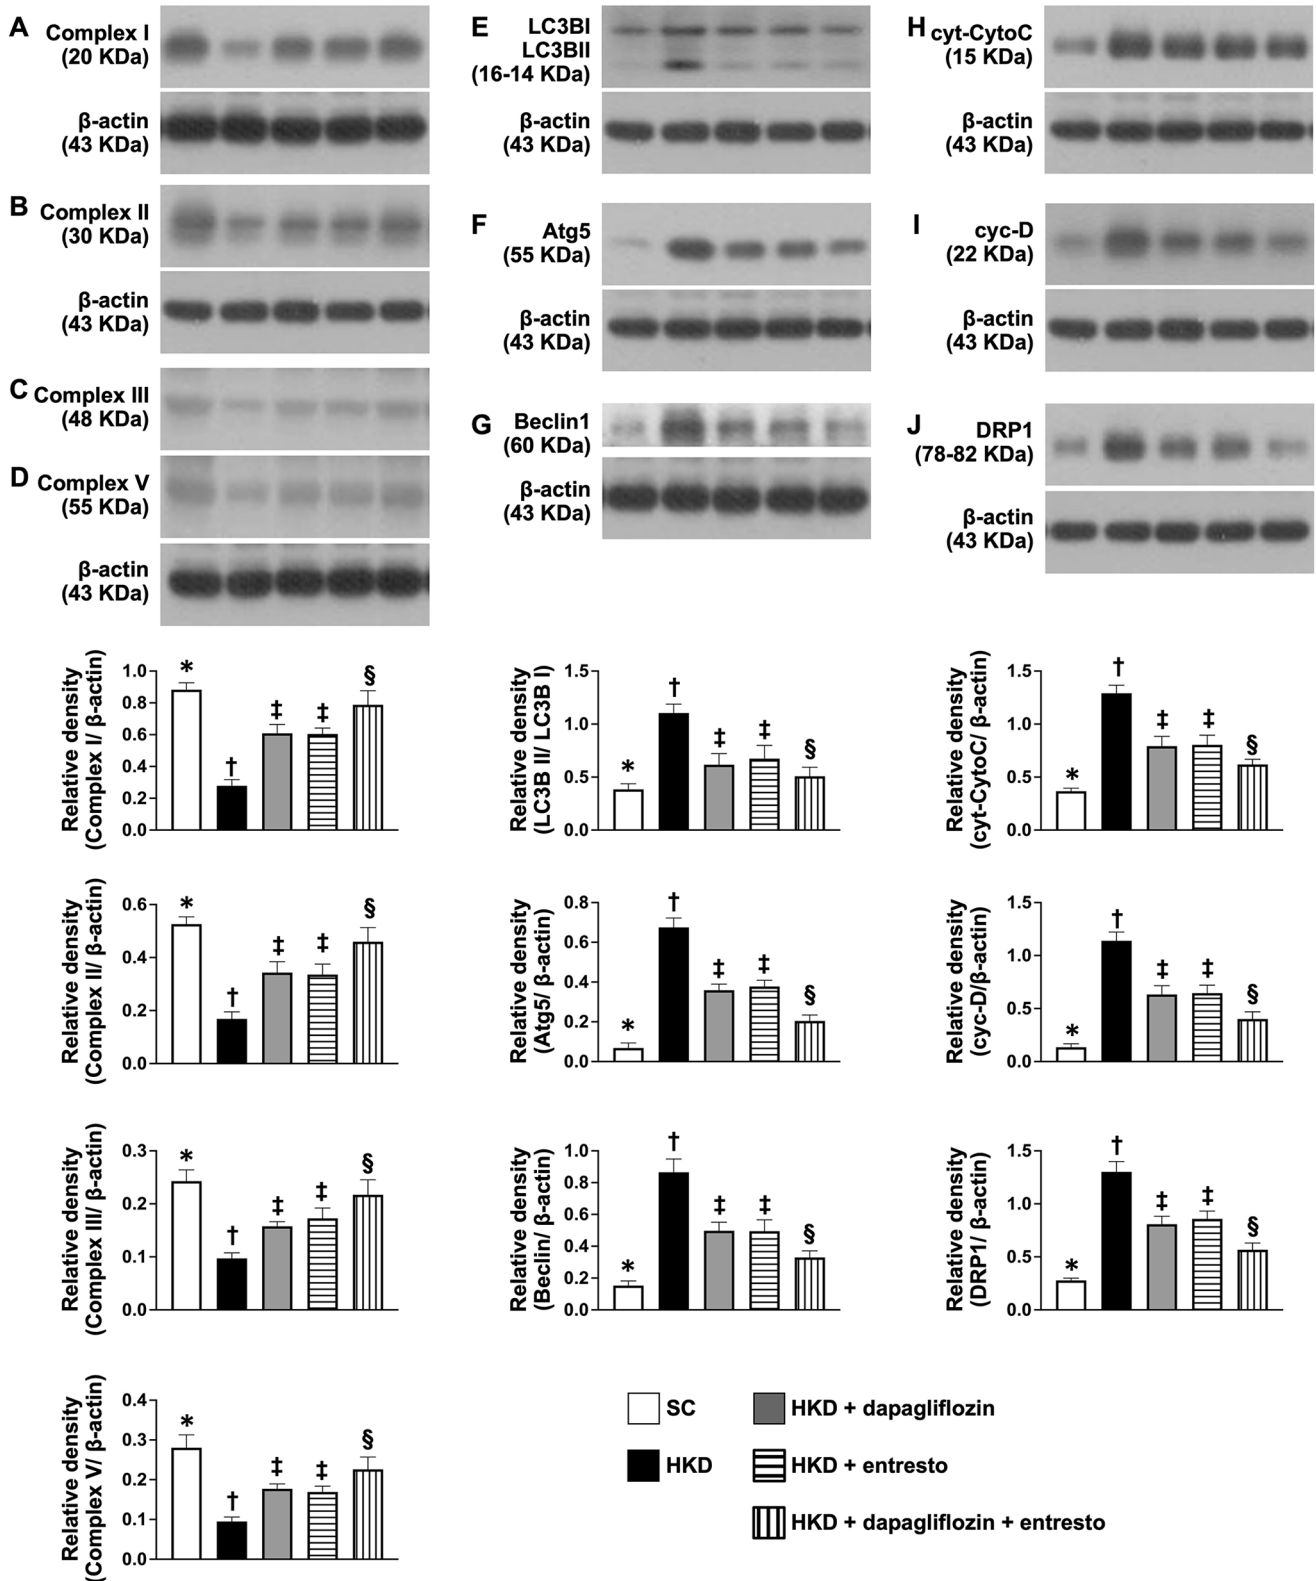 A Complex I
(20 KDa)
β-actin
(43 KDa)
B Complex II
(30 KDa)
β-actin
(43 KDa)
C Complex III
(48 KDa)
D Complex V
(55 KDa)
β-actin
(43 KDa)
E LC3BI
LC3BII
(16-14 KDa)
β-actin
(43 KDa)
F Atg5
(55 KDa)
β-actin
(43 KDa)
G Beclin1
(60 KDa)
β-actin
(43 KDa)
H cyt-CytoC
(15 KDa)
β-actin
(43 KDa)
I cyc-D
(22 KDa)
β-actin
(43 KDa)
J DRP1
(78-82 KDa)
β-actin
(43 KDa)
Relative density
(Complex I/ β-actin)
1.0
0.8
0.6
0.4
0.2
0.0
* † ‡ ‡ §
Relative density
(LC3B II/ LC3B I)
1.5
1.0
0.5
0.0
* † ‡ ‡ §
Relative density
(cyt-CytoC/ β-actin)
1.5
1.0
0.5
0.0
* † ‡ ‡ §
Relative density
(Complex II/ β-actin)
0.6
0.4
0.2
0.0
* † ‡ ‡ §
Relative density
(Atg5/ β-actin)
0.8
0.6
0.4
0.2
0.0
* † ‡ ‡ §
Relative density
(cyc-D/β-actin)
1.5
1.0
0.5
0.0
* † ‡ ‡ §
Relative density
(Complex III/ β-actin)
0.3
0.2
0.1
0.0
* † ‡ ‡ §
Relative density
(Beclin/ β-actin)
1.0
0.8
0.6
0.4
0.2
0.0
* † ‡ ‡ §
Relative density
(DRP1/ β-actin)
1.5
1.0
0.5
0.0
* † ‡ ‡ §
Relative density
(Complex V/ β-actin)
0.4
0.3
0.2
0.1
0.0
* † ‡ ‡ §
SC
HKD
HKD + dapagliflozin
HKD + entresto
HKD + dapagliflozin + entresto